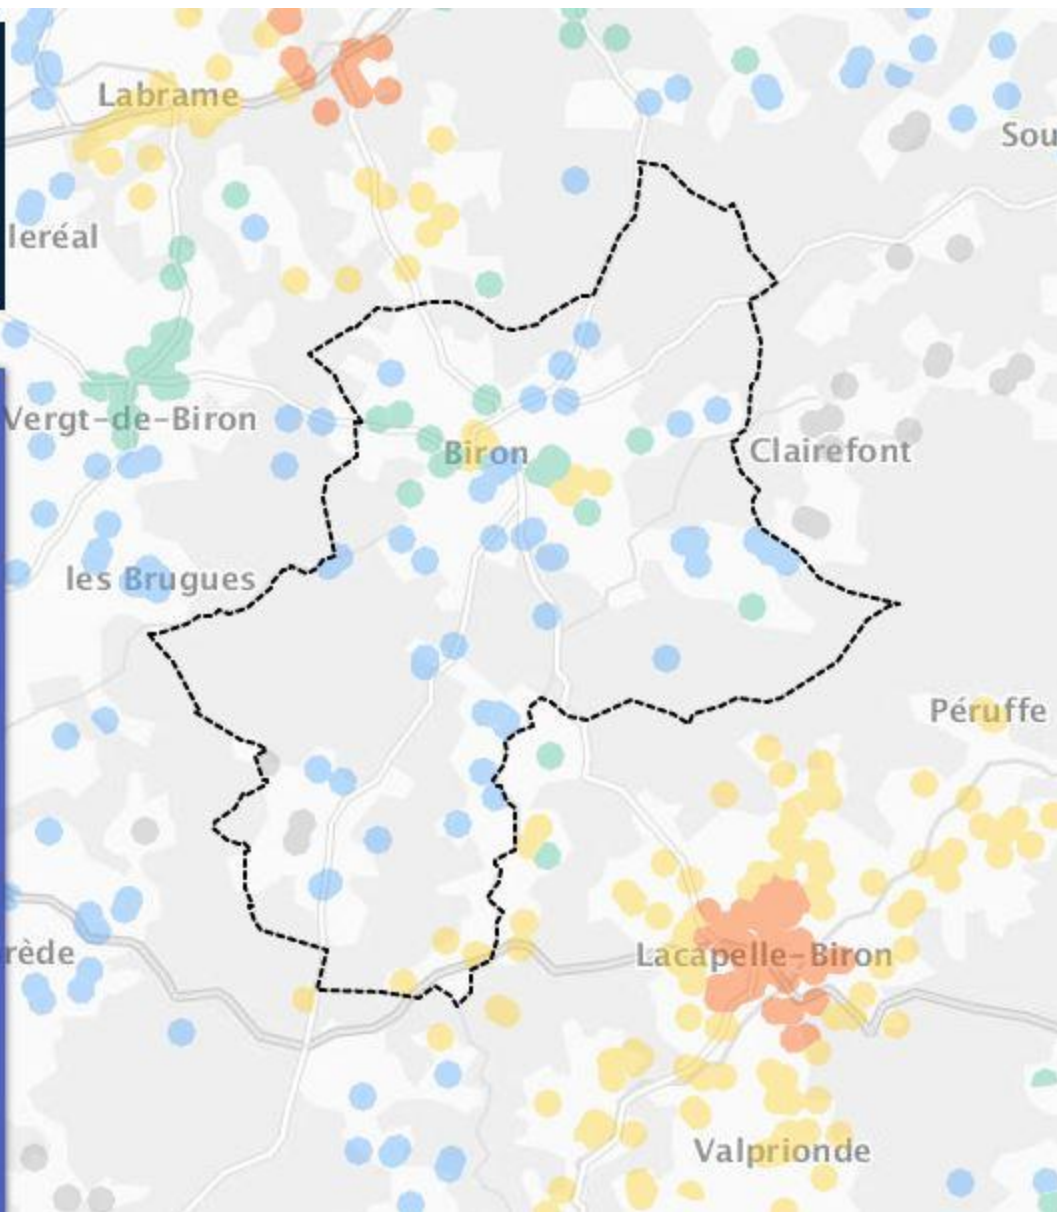 Labrame
Sou
leréal
Vergt-de-Biron
Biron
Clairefont
les Brugues
Péruffe
rède
Lacapelle-Biron
Valprionde